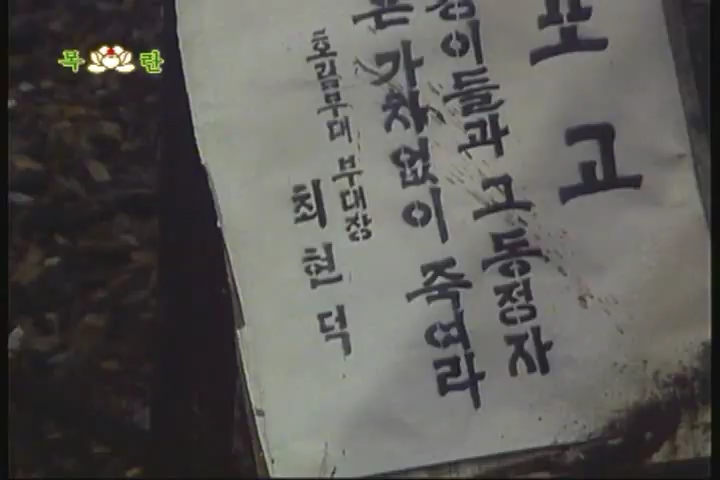 목란
포고
이들과 그 동정자
은 가차없이 죽여라
호림부대 부대장
최현덕